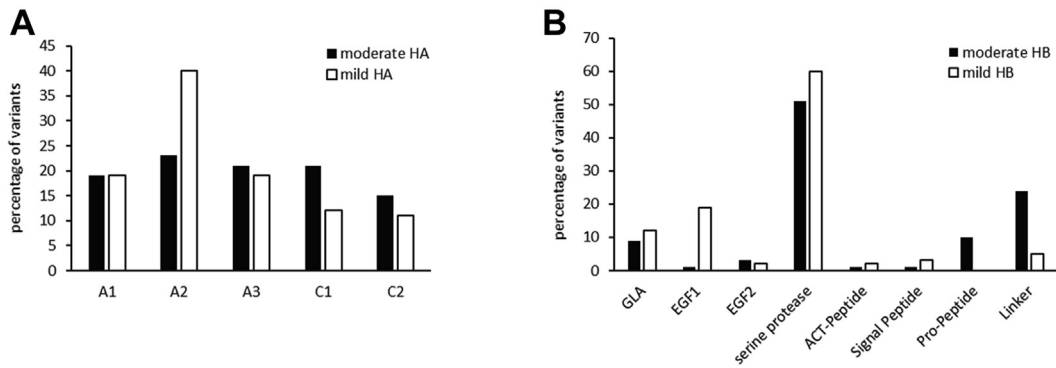 A
percentage of variants
45
40
35
30
25
20
15
10
5
0
moderate HA
mild HA
A1 A2 A3 C1 C2
B
percentage of variants
70
60
50
40
30
20
10
0
moderate HB
mild HB
GLA
EGF1
EGF2
serine protease
ACT-Peptide
Signal Peptide
Pro-Peptide
Linker